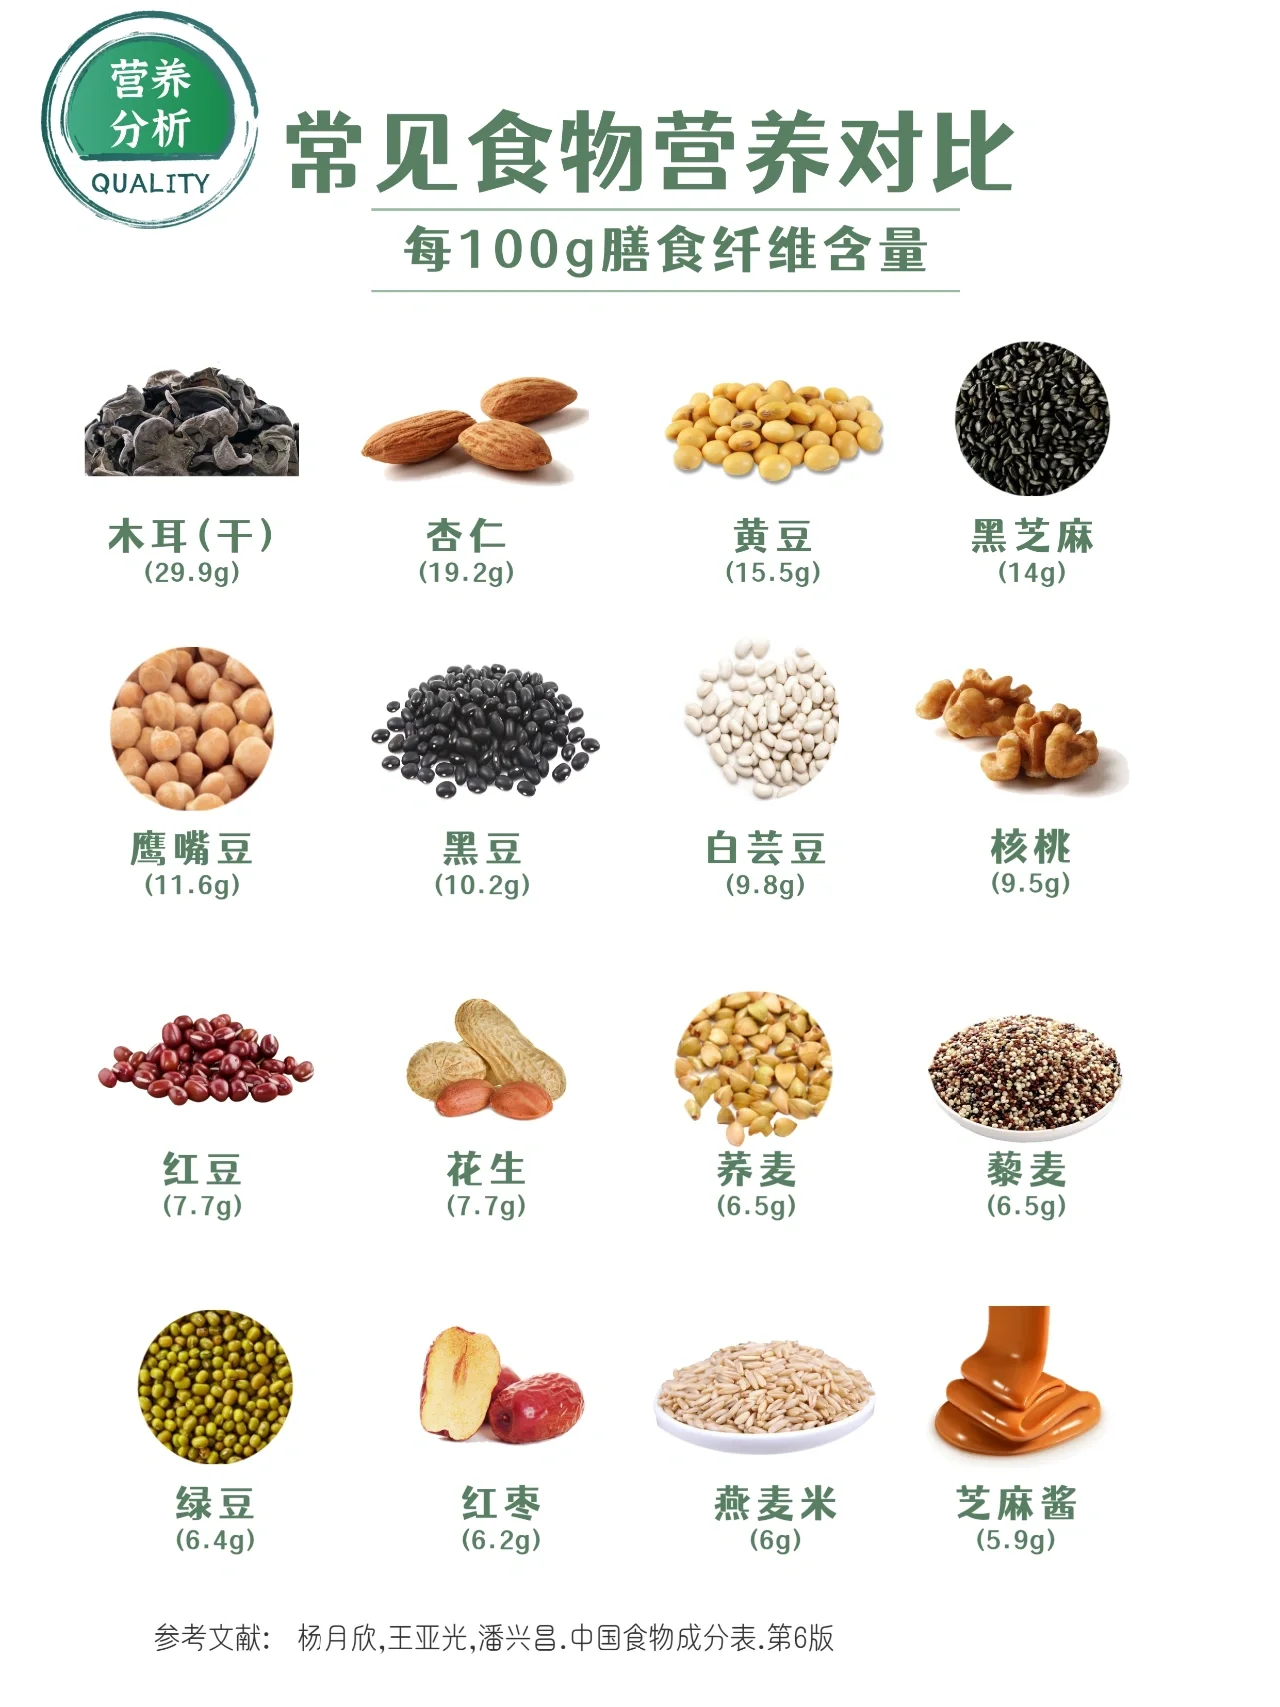 营养
分析
QUALITY
常见食物营养对比
每100g膳食纤维含量
木耳(干)
(29.9g)
杏仁
(19.2g)
黄豆
(15.5g)
黑芝麻
(14g)
鹰嘴豆
(11.6g)
黑豆
(10.2g)
白芸豆
(9.8g)
核桃
(9.5g)
红豆
(7.7g)
花生
(7.7g)
荞麦
(6.5g)
藜麦
(6.5g)
绿豆
(6.4g)
红枣
(6.2g)
燕麦米
(6g)
芝麻酱
(5.9g)
参考文献: 杨月欣,王亚光,潘兴昌.中国食物成分表.第6版